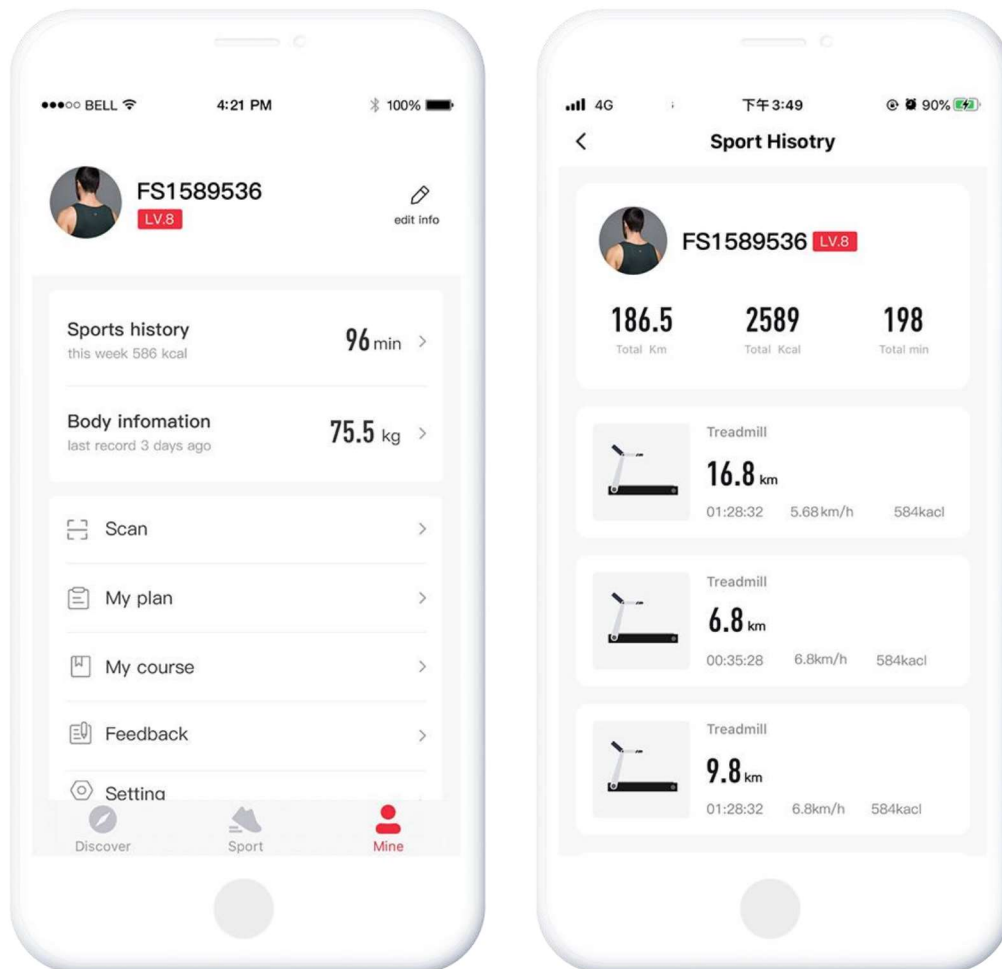 BELL 4:21 PM 100%
FS1589536
LV.8
edit info
Sports history
this week 586 kcal
96 min
Body infomation
last record 3 days ago
75.5 kg
Scan
My plan
My course
Feedback
Setting
Discover Sport Mine
4G 下午3:49 90%
Sport Hisotry
FS1589536 LV.8
186.5 2589 198
Total Km Total Kcal Total min
Treadmill
16.8 km
01:28:32 5.68km/h 584kacl
Treadmill
6.8 km
00:35:28 6.8km/h 584kacl
Treadmill
9.8 km
01:28:32 6.8km/h 584kacl